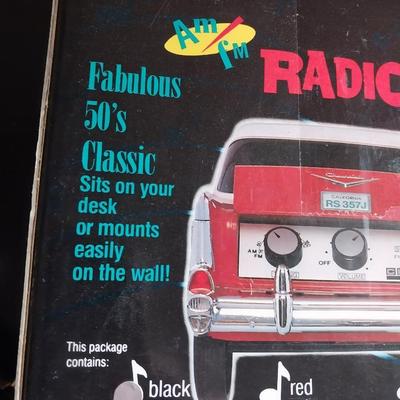 Am
fm
RADIO
Fabulous
50's
Classic
Sits on your
desk
or mounts
easily
on the wall!
CALIFORNIA
RS 357J
AM
FM
OFF
VOLUME
This package
contains:
black
red